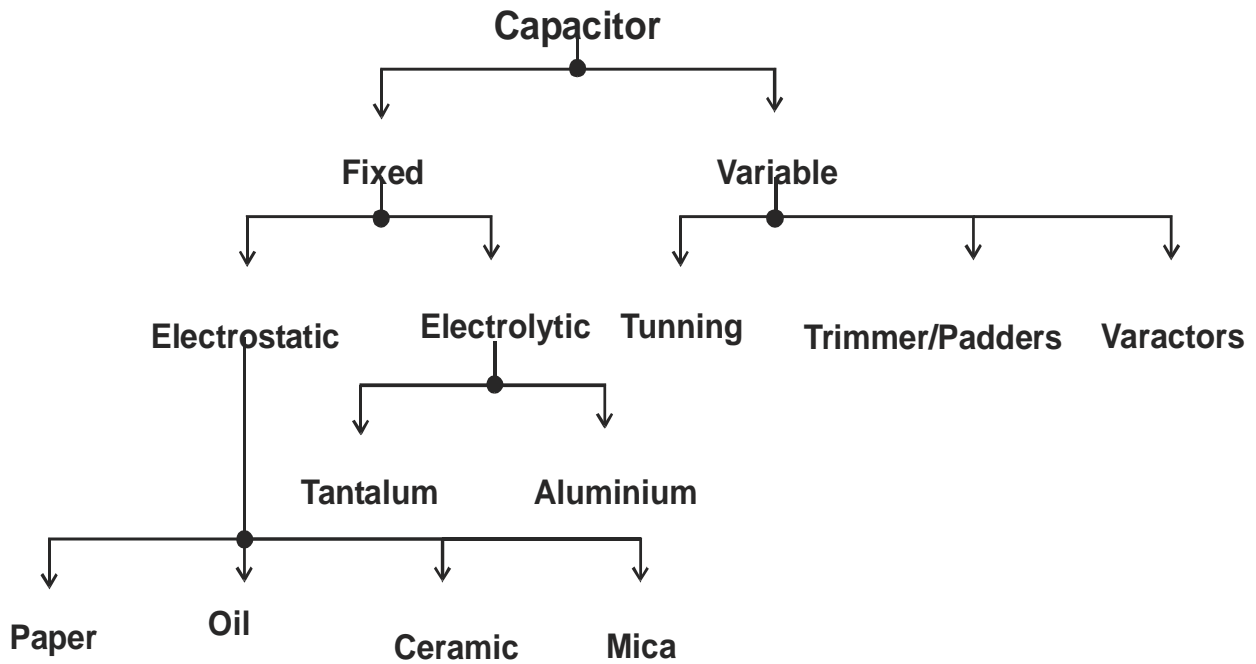 Capacitor
Fixed
Variable
Electrostatic
Electrolytic
Tunning
Trimmer/Padders
Varactors
Tantalum
Aluminium
Paper
Oil
Ceramic
Mica